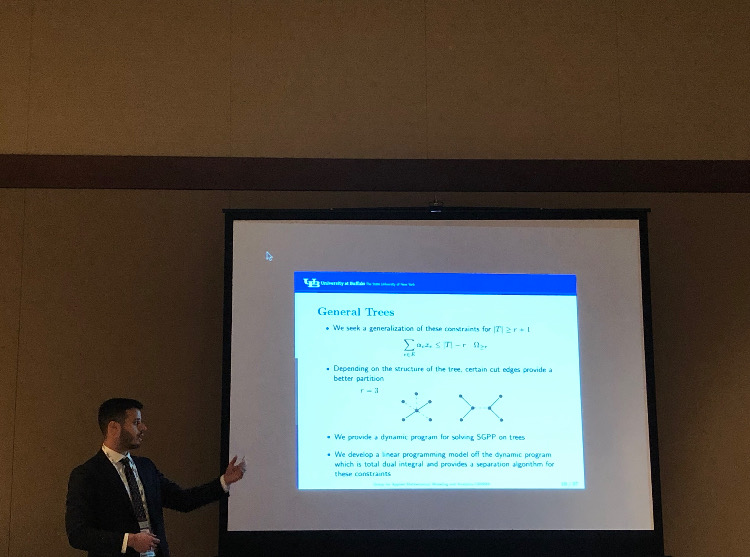 UB University at Buffalo The State University of New York
General Trees
• We seek a generalization of these constraints for |T| ≥ r + 1
• Depending on the structure of the tree, certain cut edges provide a
better partition
r = 3
• We provide a dynamic program for solving SGPP on trees
• We develop a linear programming model off the dynamic program
which is total dual integral and provides a separation algorithm for
these constraints